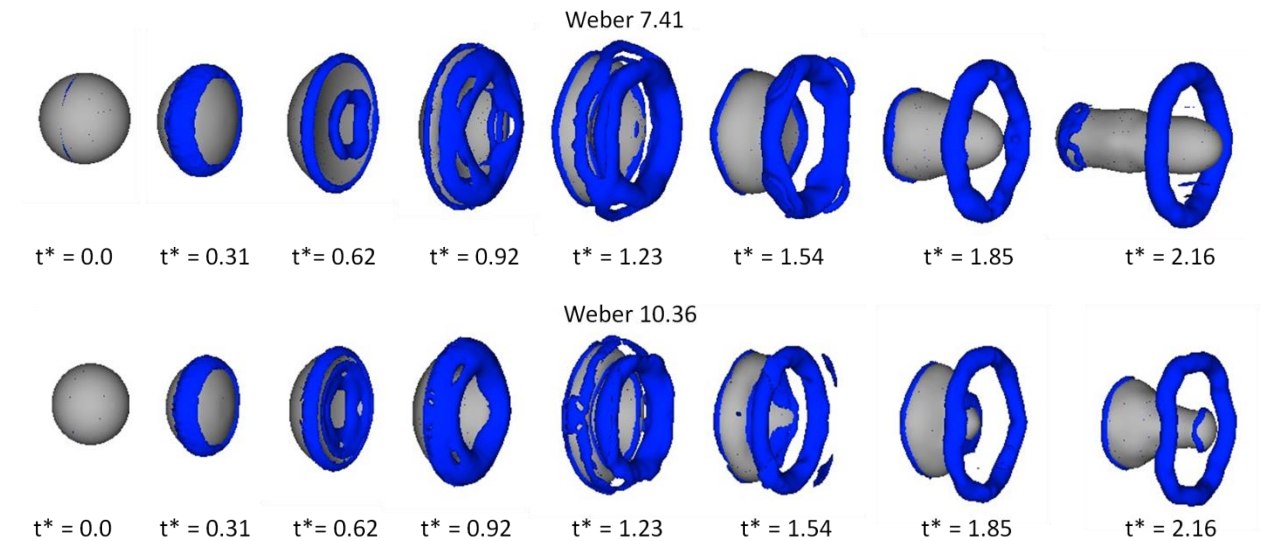 Weber 7.41
t* = 0.0 t* = 0.31 t*= 0.62 t* = 0.92 t* = 1.23 t* = 1.54 t* = 1.85 t* = 2.16
Weber 10.36
t* = 0.0 t* = 0.31 t*= 0.62 t* = 0.92 t* = 1.23 t* = 1.54 t* = 1.85 t* = 2.16